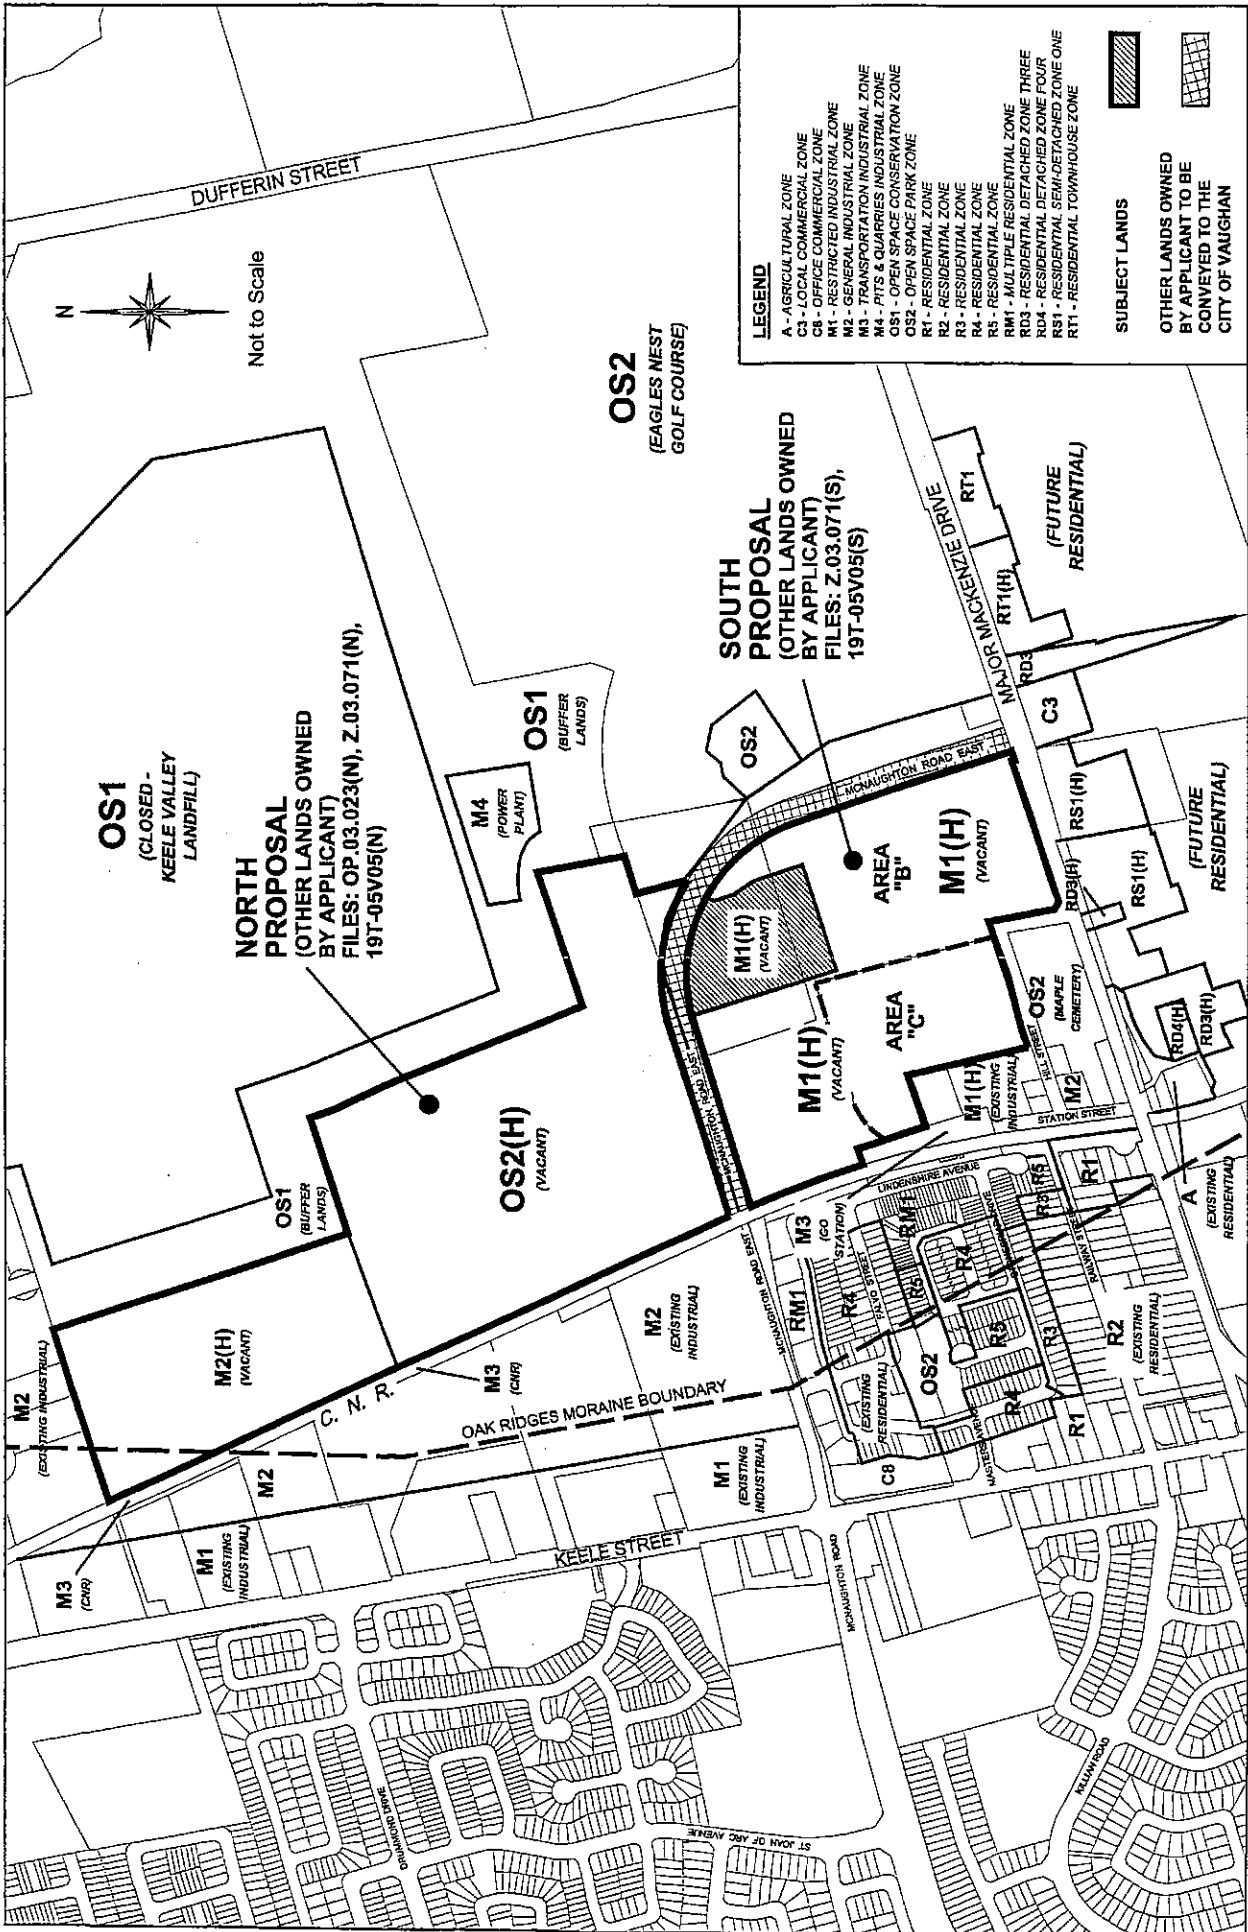 DUFFERIN STREET
N
Not to Scale
OS1
(CLOSED -
KEELE VALLEY
LANDFILL)
NORTH
PROPOSAL
(OTHER LANDS OWNED
BY APPLICANT)
FILES: OP.03.023(N), Z.03.071(N),
19T-05V05(N)
OS2
(EAGLES NEST
GOLF COURSE)
SOUTH
PROPOSAL
(OTHER LANDS OWNED
BY APPLICANT)
FILES: Z.03.071(S),
19T-05V05(S)
LEGEND
A - AGRICULTURAL ZONE
C3 - LOCAL COMMERCIAL ZONE
C8 - OFFICE COMMERCIAL ZONE
M1 - RESTRICTED INDUSTRIAL ZONE
M2 - GENERAL INDUSTRIAL ZONE
M3 - TRANSPORTATION INDUSTRIAL ZONE
M4 - PITS & QUARRIES INDUSTRIAL ZONE
OS1 - OPEN SPACE CONSERVATION ZONE
OS2 - OPEN SPACE PARK ZONE
R1 - RESIDENTIAL ZONE
R2 - RESIDENTIAL ZONE
R3 - RESIDENTIAL ZONE
R4 - RESIDENTIAL ZONE
R5 - RESIDENTIAL ZONE
RM1 - MULTIPLE RESIDENTIAL ZONE
RD3 - RESIDENTIAL DETACHED ZONE THREE
RD4 - RESIDENTIAL DETACHED ZONE FOUR
RS1 - RESIDENTIAL SEMI-DETACHED ZONE ONE
RT1 - RESIDENTIAL TOWNHOUSE ZONE
SUBJECT LANDS
OTHER LANDS OWNED
BY APPLICANT TO BE
CONVEYED TO THE
CITY OF VAUGHAN
OS1
(BUFFER
LANDS)
M4
(POWER
PLANT)
OS2
MAJOR MACKENZIE DRIVE
RT1
RT1(H)
(FUTURE
RESIDENTIAL)
RD3
C3
RS1(H)
RD3(H)
RS1(H)
(FUTURE
RESIDENTIAL)
MCNAUGHTON ROAD EAST
AREA
"B"
M1(H)
(VACANT)
M1(H)
(VACANT)
M1(H)
(VACANT)
AREA
"C"
OS2
(MAPLE
CEMETERY)
RD4(H)
RD3(H)
HILL STREET
M1(H)
(EXISTING
INDUSTRIAL)
M2
STATION STREET
A
(EXISTING
RESIDENTIAL)
OS1
(BUFFER
LANDS)
OS2(H)
(VACANT)
MCNAUGHTON ROAD EAST
M2
(EXISTING INDUSTRIAL)
M2(H)
(VACANT)
C. N. R.
M3
(CNR)
OAK RIDGES MORAINE BOUNDARY
M2
(EXISTING
INDUSTRIAL)
MCNAUGHTON ROAD EAST
M3
(GO
STATION)
LINDENSHIRE AVENUE
RM1
RM1
R4
FALVO STREET
R5
R4
R5
R3
R1
RAILWAY STREET
(EXISTING
RESIDENTIAL)
OS2
R5
R3
R2
(EXISTING
RESIDENTIAL)
R4
R1
C8
M3
(CNR)
M2
M1
(EXISTING
INDUSTRIAL)
M1
(EXISTING
INDUSTRIAL)
KEELE STREET
MCNAUGHTON ROAD
DRUMMOND DRIVE
ST. JOAN OF ARC AVENUE
KILLIAN ROAD